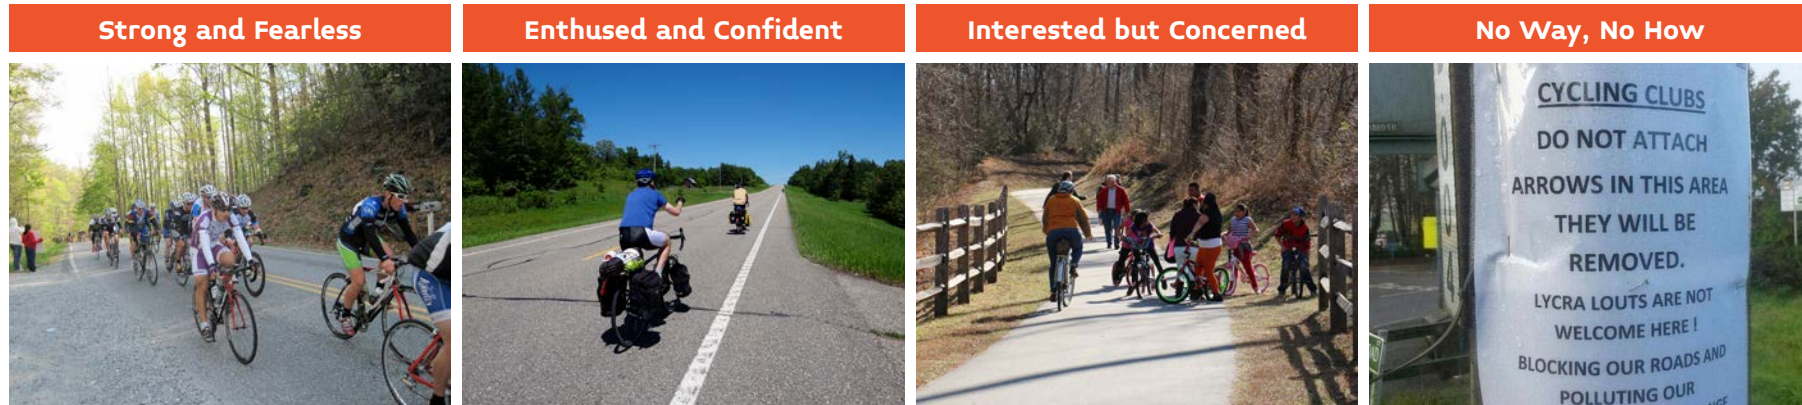 Strong and Fearless
Enthused and Confident
Interested but Concerned
No Way, No How
CYCLING CLUBS
DO NOT ATTACH
ARROWS IN THIS AREA
THEY WILL BE
REMOVED.
LYCRA LOUTS ARE NOT
WELCOME HERE !
BLOCKING OUR ROADS AND
POLLUTING OUR